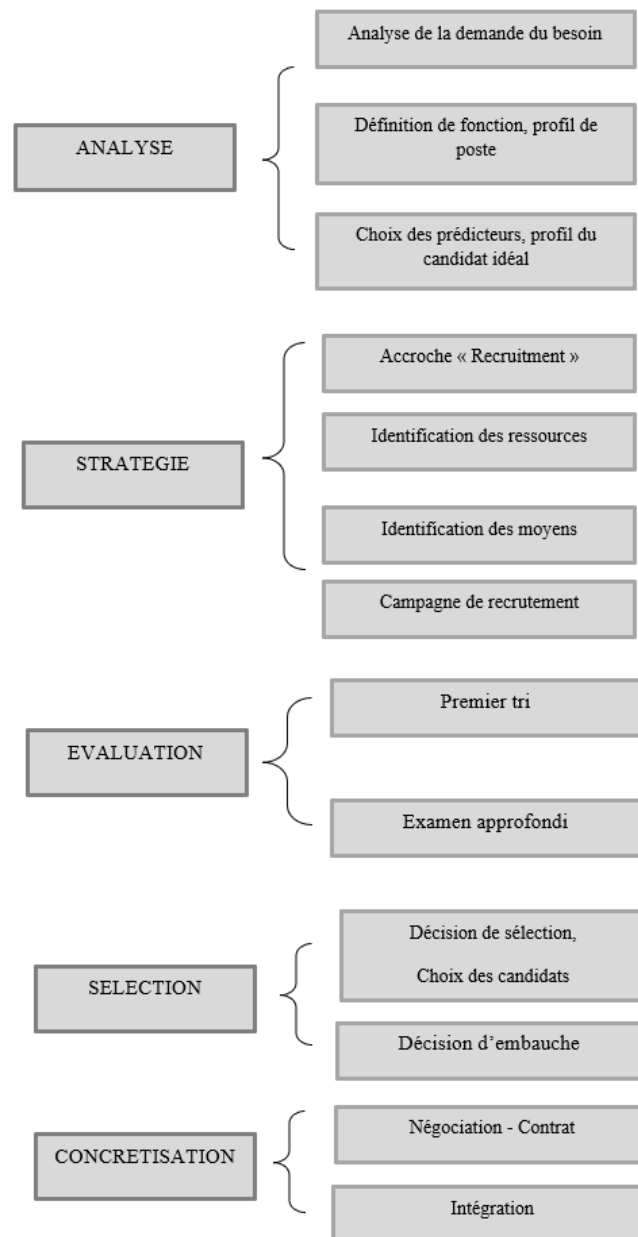 ANALYSE
Analyse de la demande du besoin
Définition de fonction, profil de
poste
Choix des prédicteurs, profil du
candidat idéal
STRATEGIE
Accroche « Recruitment »
Identification des ressources
Identification des moyens
Campagne de recrutement
EVALUATION
Premier tri
Examen approfondi
SELECTION
Décision de sélection,
Choix des candidats
Décision d’embauche
CONCRETISATION
Négociation - Contrat
Intégration